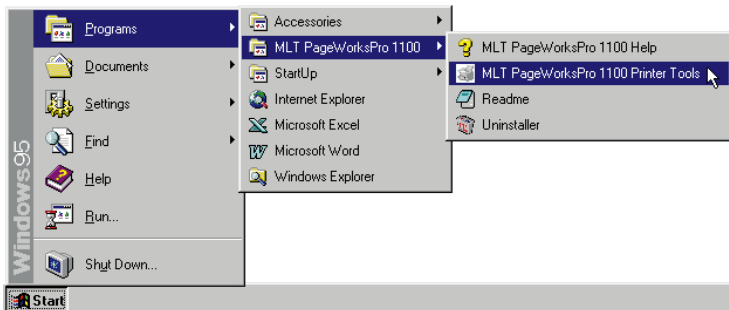 Programs
Documents
Settings
Find
Help
Run...
Shut Down...
Windows95
Start
Accessories
MLT PageWorksPro 1100
StartUp
Internet Explorer
Microsoft Excel
Microsoft Word
Windows Explorer
MLT PageWorksPro 1100 Help
MLT PageWorksPro 1100 Printer Tools
Readme
Uninstaller